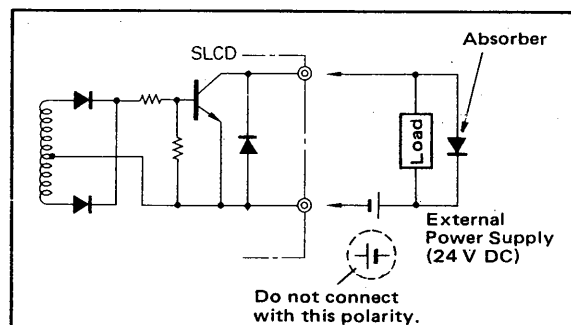 SLCD
Absorber
Load
External
Power Supply
(24 V DC)
Do not connect
with this polarity.